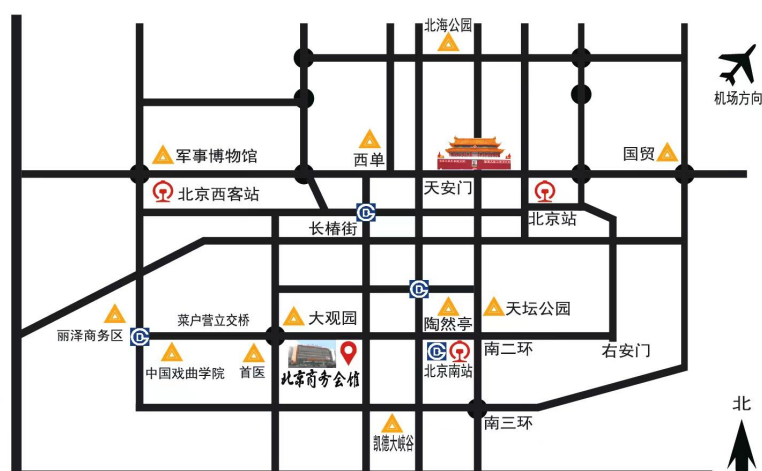 北海公园
机场方向
军事博物馆
西单
国贸
北京西客站
天安门
北京站
长椿街
菜户营立交桥
大观园
陶然亭
天坛公园
丽泽商务区
南二环
右安门
中国戏曲学院
首医
北京商务会馆
北京南站
北
南三环
凯德大峡谷